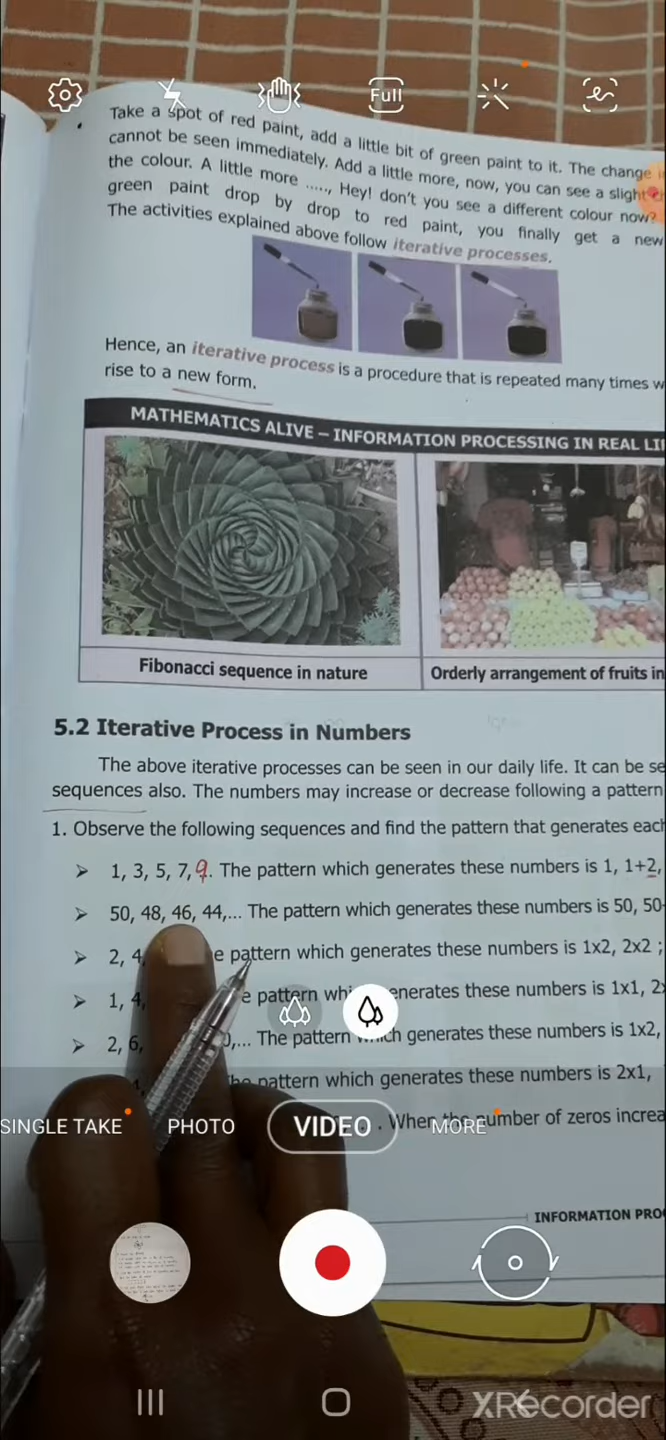 Full
Take a spot of red paint, add a little bit of green paint to it. The change
cannot be seen immediately. Add a little more, now, you can see a slight
the colour. A little more ....., Hey! don't you see a different colour now?
green paint drop by drop to red paint, you finally get a new
The activities explained above follow iterative processes.
Hence, an iterative process is a procedure that is repeated many times
rise to a new form.
MATHEMATICS ALIVE – INFORMATION PROCESSING IN REAL
Fibonacci sequence in nature
Orderly arrangement of fruits in
5.2 Iterative Process in Numbers
The above iterative processes can be seen in our daily life. It can be
sequences also. The numbers may increase or decrease following a pattern
1. Observe the following sequences and find the pattern that generates
➢ 1, 3, 5, 7, 9. The pattern which generates these numbers is 1, 1+2,
➢ 50, 48, 46, 44,... The pattern which generates these numbers is 50, 50
➢ 2, 4, pattern which generates these numbers is 1x2, 2x2 ;
➢ 1, 4, pattern generates these numbers is 1x1,
➢ 2, 6, ,... The pattern which generates these numbers is 1x2,
pattern which generates these numbers is 2x1,
. When the number of zeros
SINGLE TAKE PHOTO VIDEO MORE
INFORMATION
XRecorder